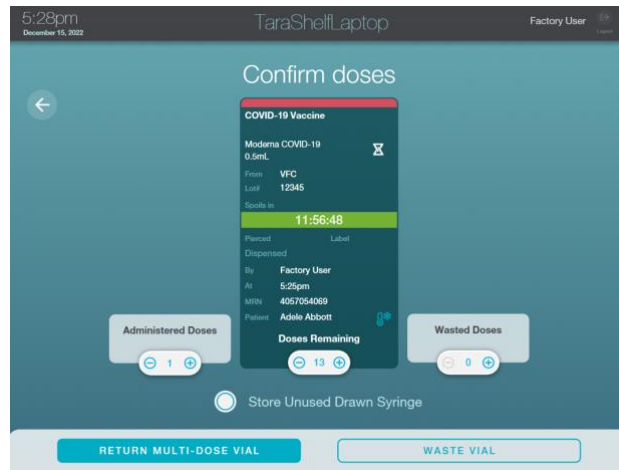 5:28pm
TaraShelfLaptop
Factory User
December 15, 2022
Logout
Confirm doses
COVID-19 Vaccine
Moderna COVID-19
0.5mL
From VFC
Lot# 12345
Spoils in
11:56:48
Pierced Label
Dispensed
By Factory User
At 5:25pm
MRN 4057054069
Patient Adele Abbott
Administered Doses
Doses Remaining
Wasted Doses
1
13
0
Store Unused Drawn Syringe
RETURN MULTI-DOSE VIAL
WASTE VIAL